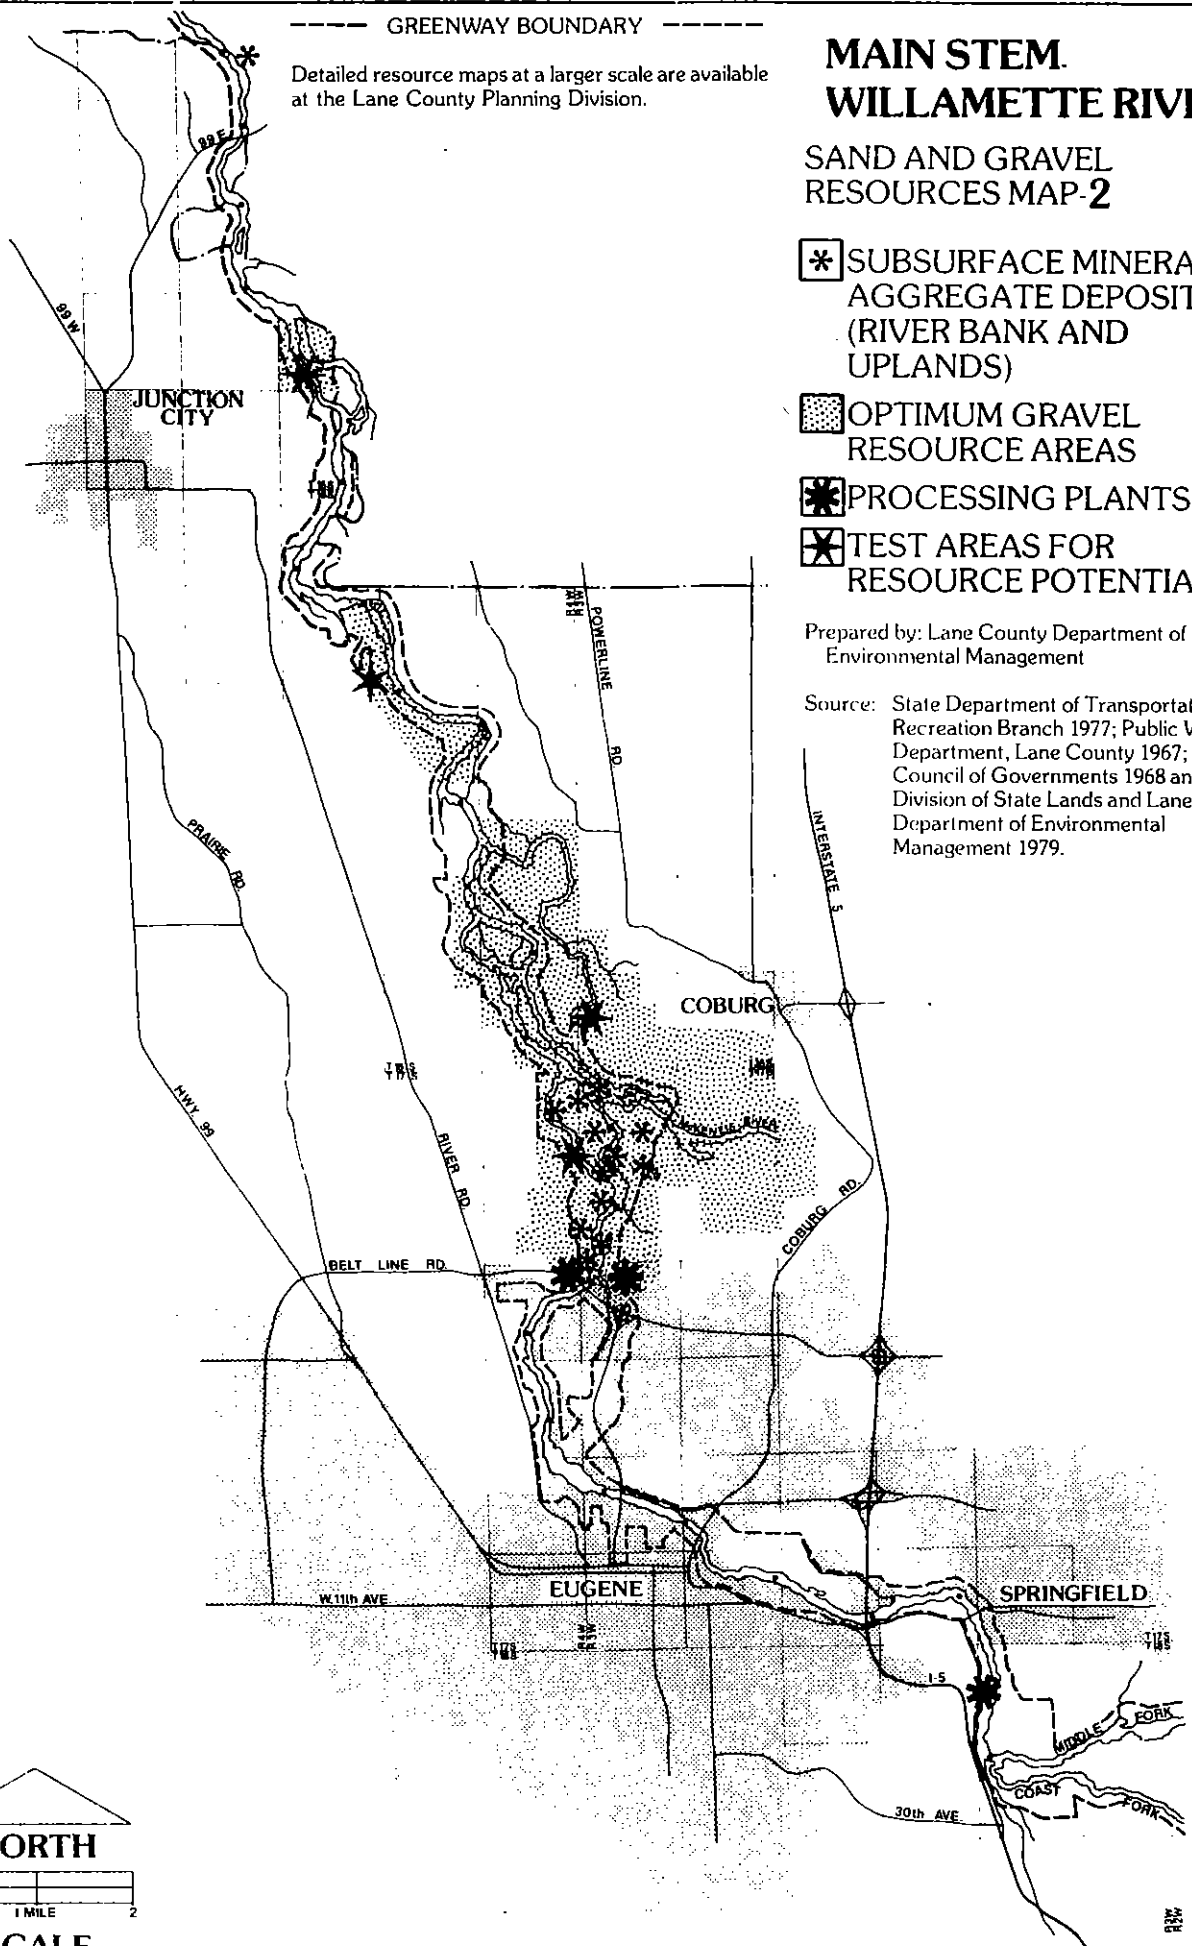 GREENWAY BOUNDARY
Detailed resource maps at a larger scale are available
at the Lane County Planning Division.
MAIN STEM
WILLAMETTE RIV
SAND AND GRAVEL
RESOURCES MAP-2
SUBSURFACE MINERA
AGGREGATE DEPOSIT
(RIVER BANK AND
UPLANDS)
OPTIMUM GRAVEL
RESOURCE AREAS
PROCESSING PLANTS
TEST AREAS FOR
RESOURCE POTENTIA
Prepared by: Lane County Department of
Environmental Management
Source: State Department of Transportat
Recreation Branch 1977; Public W
Department, Lane County 1967;
Council of Governments 1968 an
Division of State Lands and Lane
Department of Environmental
Management 1979.
99 E
99 W
JUNCTION
CITY
POWERLINE
RD.
PRAIRIE
RD.
INTERSTATE 5
COBURG
HWY. 99
RIVER RD.
McKENZIE RIVER
COBURG RD.
BELT LINE RD.
EUGENE
W. 11th AVE
SPRINGFIELD
I-5
MIDDLE FORK
COAST FORK
30th AVE.
ORTH
1 MILE 2
CALE